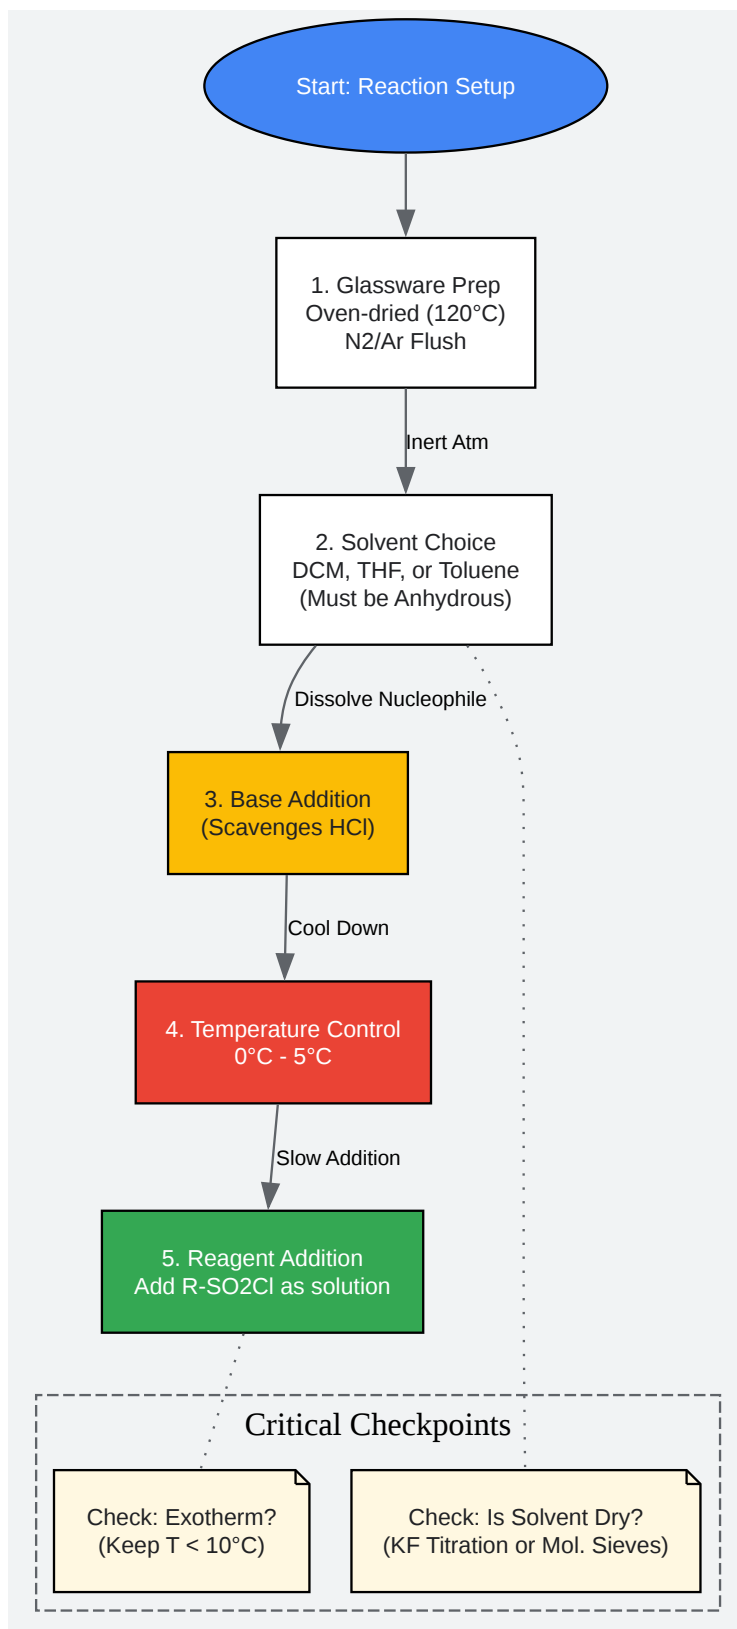 Start: Reaction Setup
1. Glassware Prep
Oven-dried (120°C)
N2/Ar Flush
Inert Atm
2. Solvent Choice
DCM, THF, or Toluene
(Must be Anhydrous)
Dissolve Nucleophile
3. Base Addition
(Scavenges HCl)
Cool Down
4. Temperature Control
0°C - 5°C
Slow Addition
5. Reagent Addition
Add R-SO2Cl as solution
Critical Checkpoints
Check: Exotherm?
(Keep T < 10°C)
Check: Is Solvent Dry?
(KF Titration or Mol. Sieves)